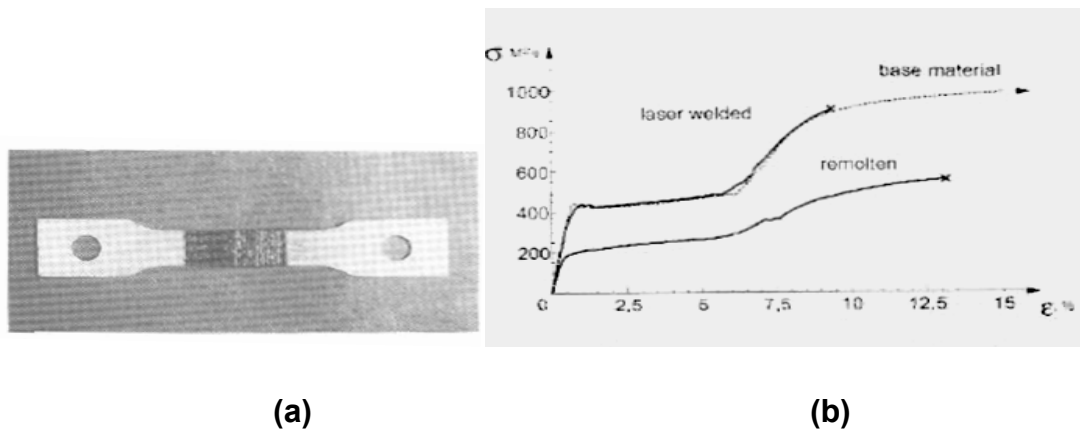 σ MPa
base material
1000
laser welded
800
remolten
600
400
200
0 2,5 5 7,5 10 12,5 15 ε, %
(a) (b)